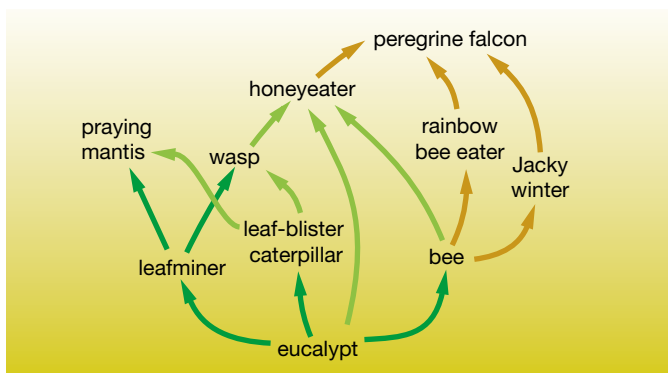 peregrine falcon
honeyeater
praying
mantis
wasp
rainbow
bee eater
Jacky
winter
leaf-blister
caterpillar
bee
leafminer
eucalypt